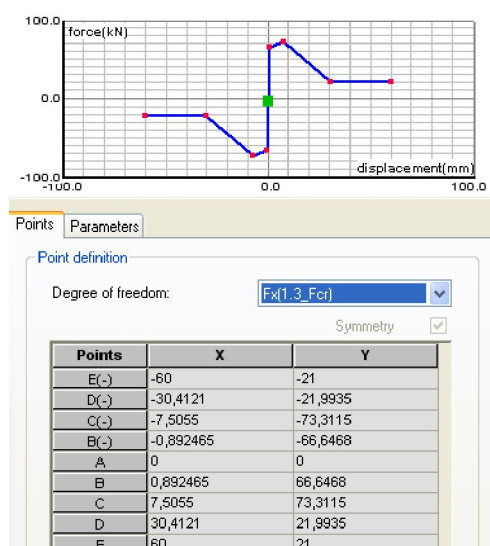 100.0
force(kN)
0.0
-100.0
displacement(mm)
-100.0 0.0 100.0
Points Parameters
Point definition
Degree of freedom: Fx(1.3_Fcr)
Symmetry
Points X Y
E(-) -60 -21
D(-) -30,4121 -21,9935
C(-) -7,5055 -73,3115
B(-) -0,892465 -66,6468
A 0 0
B 0,892465 66,6468
C 7,5055 73,3115
D 30,4121 21,9935
E 60 21